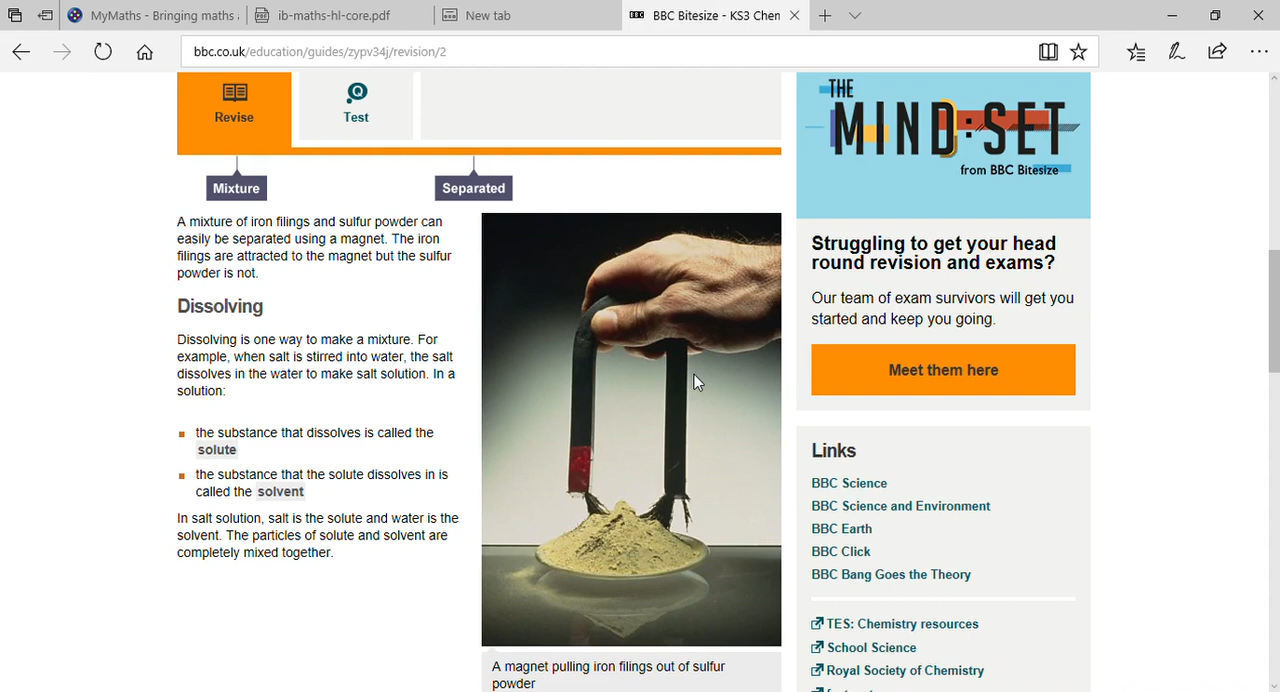 MyMaths - Bringing maths
ib-maths-hl-core.pdf
New tab
BBC Bitesize - KS3 Chem
bbc.co.uk/education/guides/zypv34j/revision/2
Revise
Test
Mixture
Separated
A mixture of iron filings and sulfur powder can
easily be separated using a magnet. The iron
filings are attracted to the magnet but the sulfur
powder is not.
Dissolving
Dissolving is one way to make a mixture. For
example, when salt is stirred into water, the salt
dissolves in the water to make salt solution. In a
solution:
the substance that dissolves is called the
solute
the substance that the solute dissolves in is
called the solvent
In salt solution, salt is the solute and water is the
solvent. The particles of solute and solvent are
completely mixed together.
A magnet pulling iron filings out of sulfur
powder
THE
MIND:SET
from BBC Bitesize
Struggling to get your head
round revision and exams?
Our team of exam survivors will get you
started and keep you going.
Meet them here
Links
BBC Science
BBC Science and Environment
BBC Earth
BBC Click
BBC Bang Goes the Theory
TES: Chemistry resources
School Science
Royal Society of Chemistry